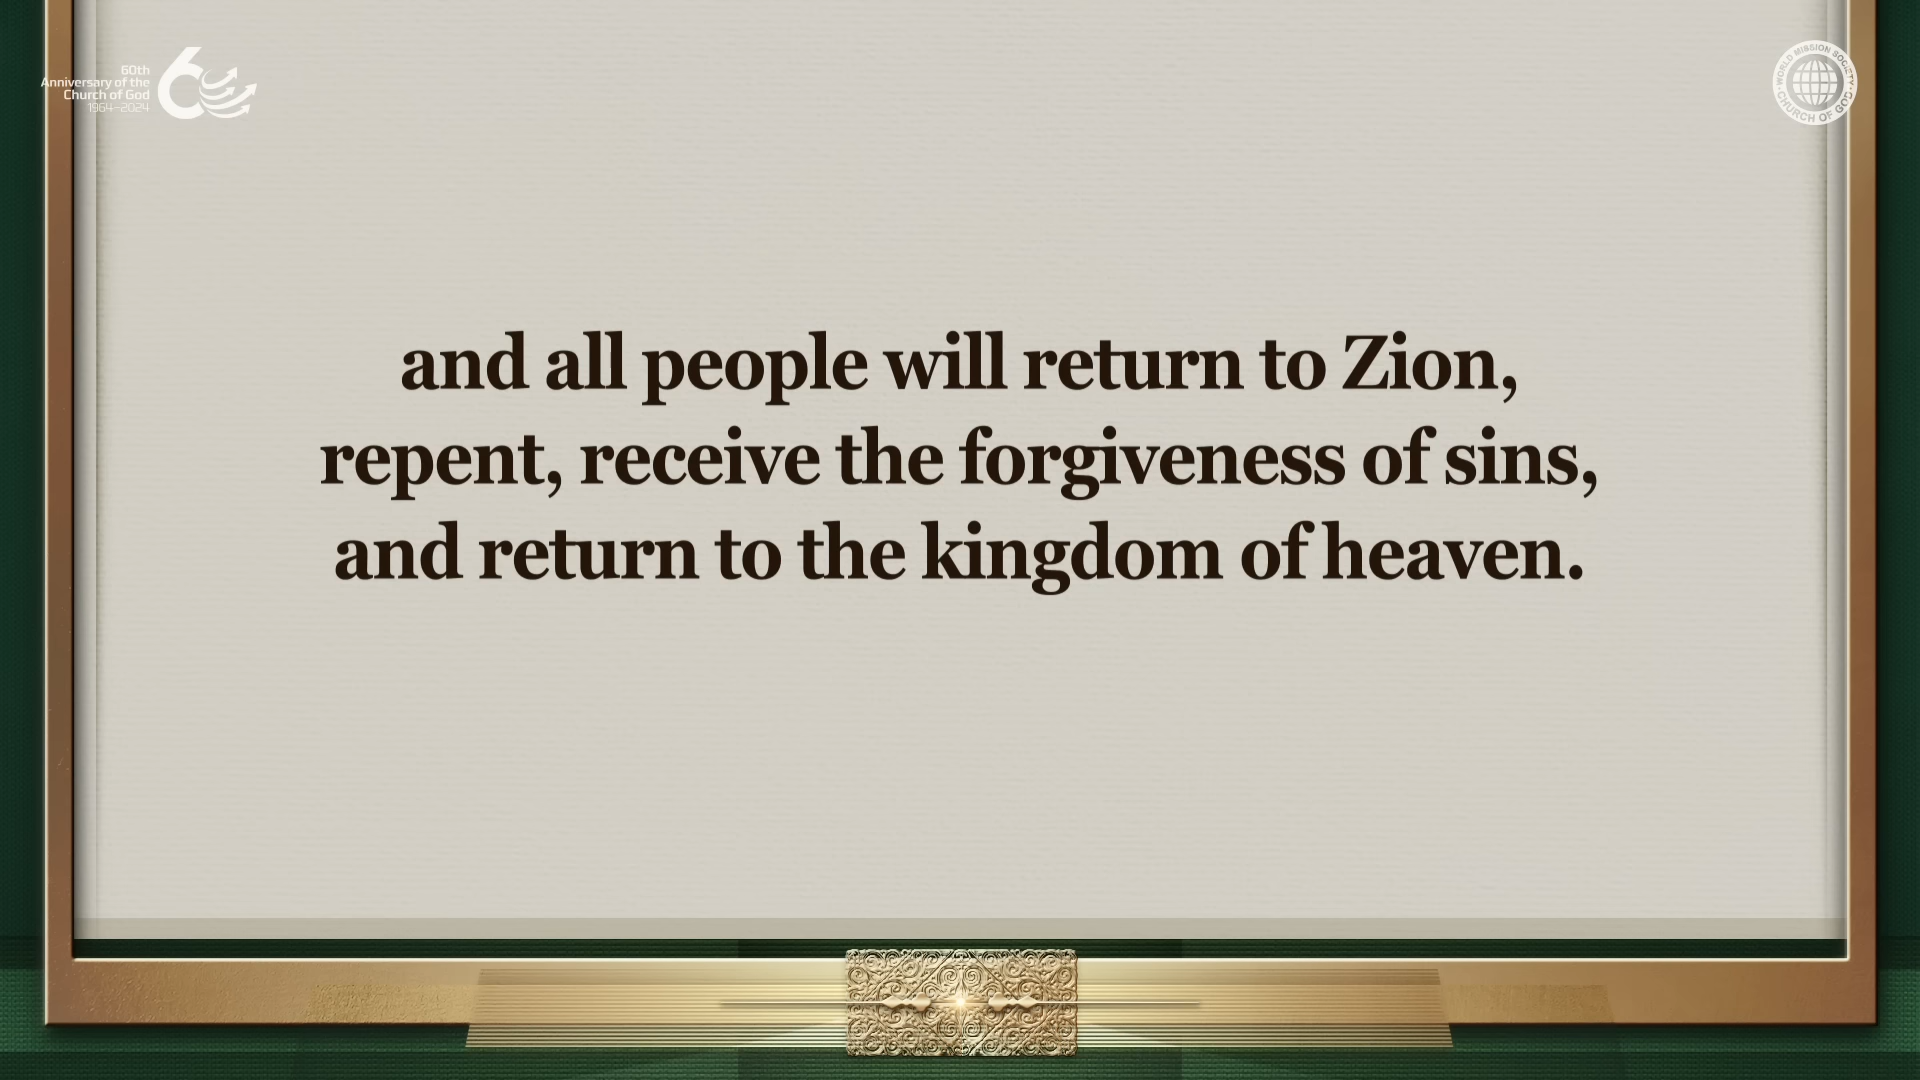 60th
Anniversary of the
Church of God
1964–2024
60
WORLD MISSION SOCIETY
CHURCH OF GOD
and all people will return to Zion,
repent, receive the forgiveness of sins,
and return to the kingdom of heaven.